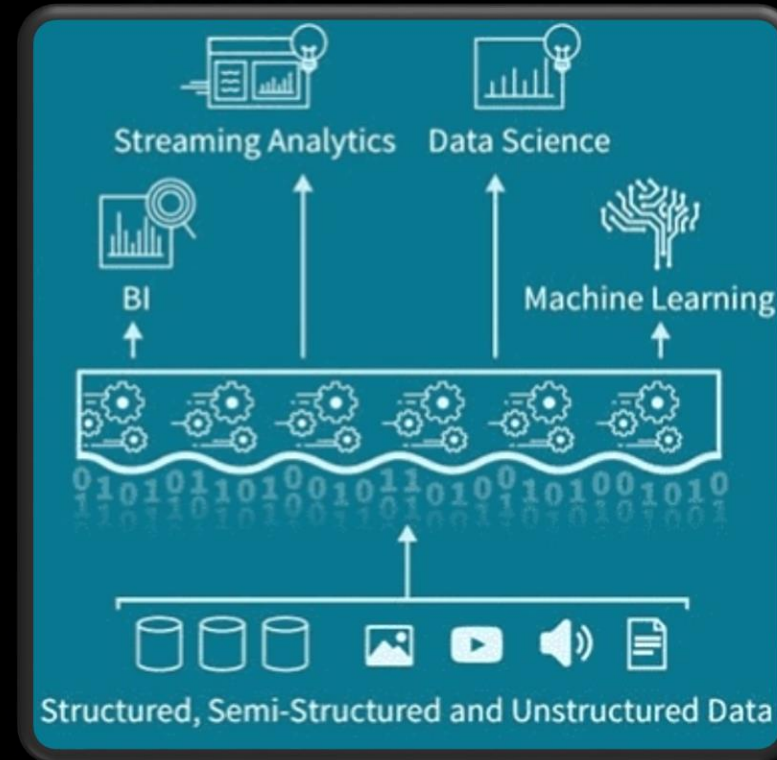 Streaming Analytics
Data Science
BI
Machine Learning
Structured, Semi-Structured and Unstructured Data